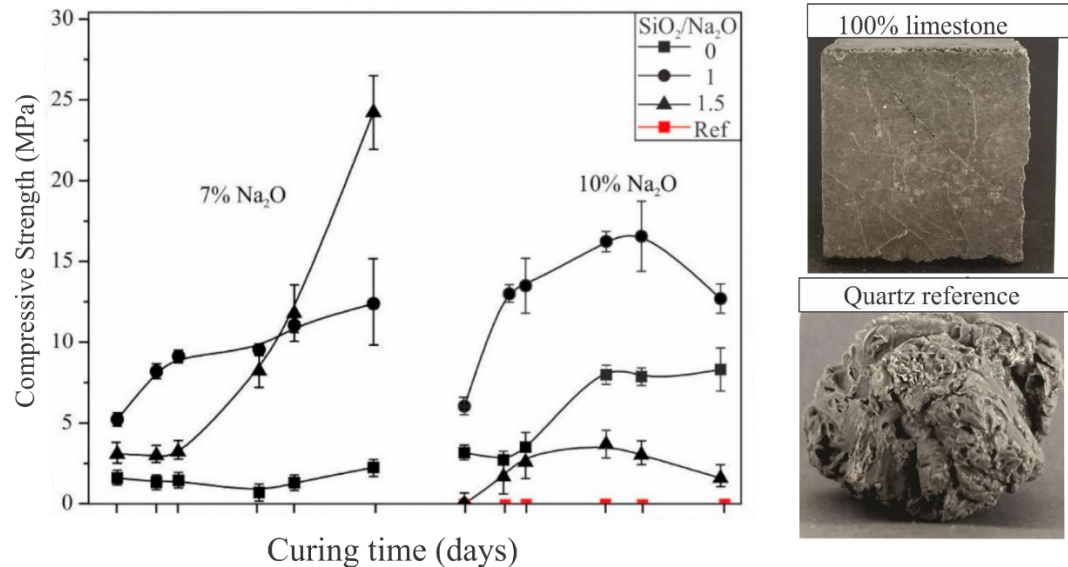 30
25
20
15
10
5
0
Compressive Strength (MPa)
Curing time (days)
7% Na₂O
10% Na₂O
SiO₂/Na₂O
0
1
1.5
Ref
100% limestone
Quartz reference